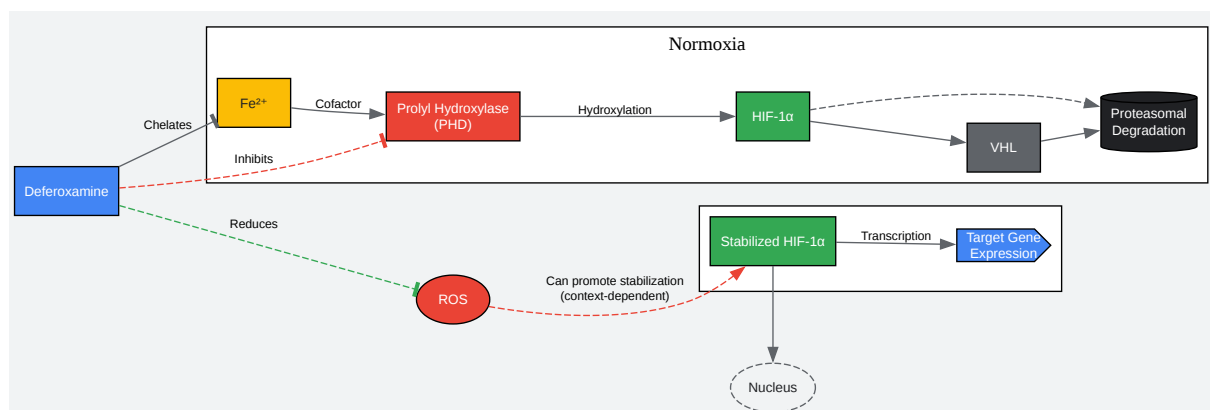 Normoxia
Fe²⁺
Cofactor
Prolyl Hydroxylase
(PHD)
Hydroxylation
HIF-1α
VHL
Proteasomal
Degradation
Chelates
Inhibits
Deferoxamine
Reduces
ROS
Can promote stabilization
(context-dependent)
Stabilized HIF-1α
Transcription
Target Gene
Expression
Nucleus